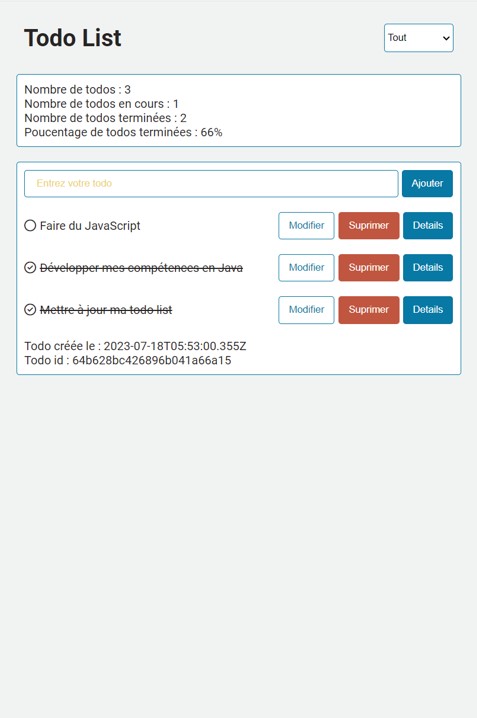 Todo List
Tout
Nombre de todos : 3
Nombre de todos en cours : 1
Nombre de todos terminées : 2
Poucentage de todos terminées : 66%
Entrez votre todo
Ajouter
Faire du JavaScript
Modifier
Suprimer
Details
Développer mes compétences en Java
Modifier
Suprimer
Details
Mettre à jour ma todo list
Modifier
Suprimer
Details
Todo créée le : 2023-07-18T05:53:00.355Z
Todo id : 64b628bc426896b041a66a15